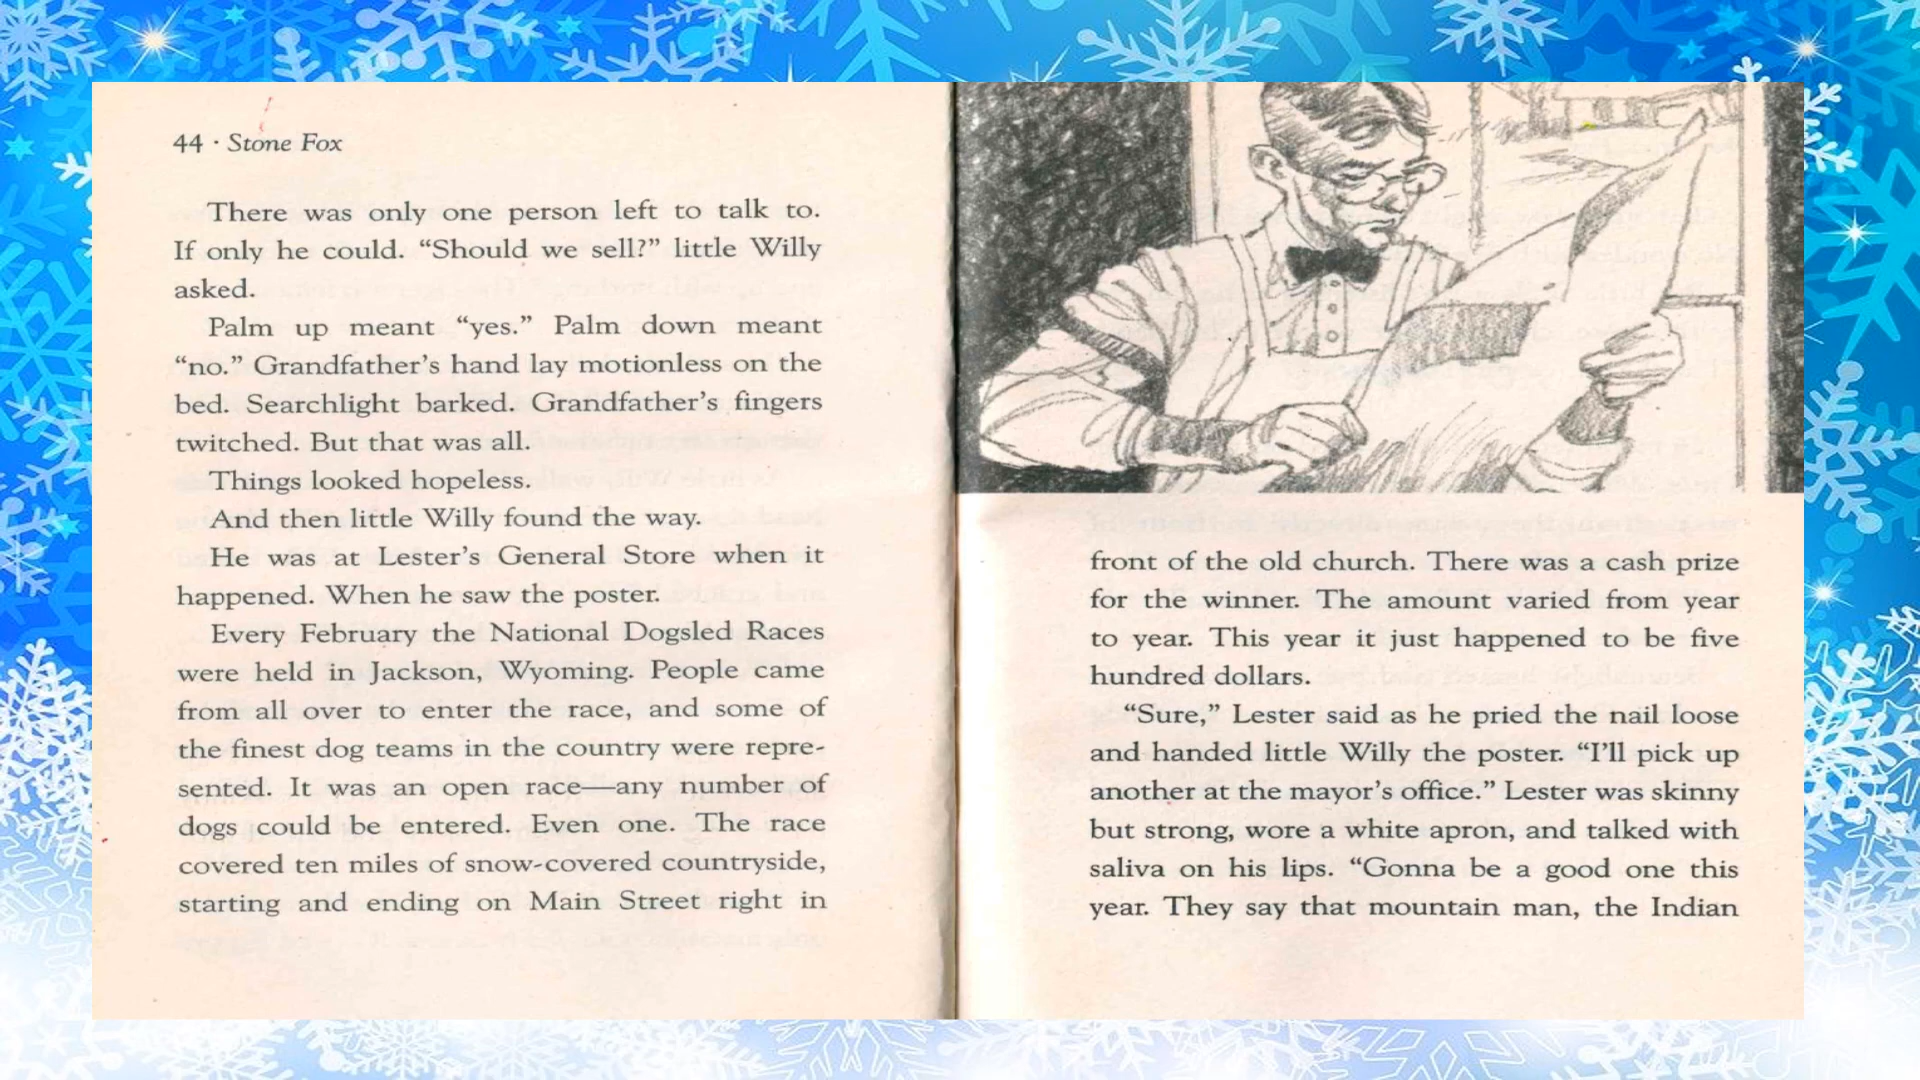 44 · Stone Fox
There was only one person left to talk to.
If only he could. “Should we sell?” little Willy
asked.
Palm up meant “yes.” Palm down meant
“no.” Grandfather’s hand lay motionless on the
bed. Searchlight barked. Grandfather’s fingers
twitched. But that was all.
Things looked hopeless.
And then little Willy found the way.
He was at Lester’s General Store when it
happened. When he saw the poster.
Every February the National Dogsled Races
were held in Jackson, Wyoming. People came
from all over to enter the race, and some of
the finest dog teams in the country were repre-
sented. It was an open race—any number of
dogs could be entered. Even one. The race
covered ten miles of snow-covered countryside,
starting and ending on Main Street right in
front of the old church. There was a cash prize
for the winner. The amount varied from year
to year. This year it just happened to be five
hundred dollars.
“Sure,” Lester said as he pried the nail loose
and handed little Willy the poster. “I’ll pick up
another at the mayor’s office.” Lester was skinny
but strong, wore a white apron, and talked with
saliva on his lips. “Gonna be a good one this
year. They say that mountain man, the Indian